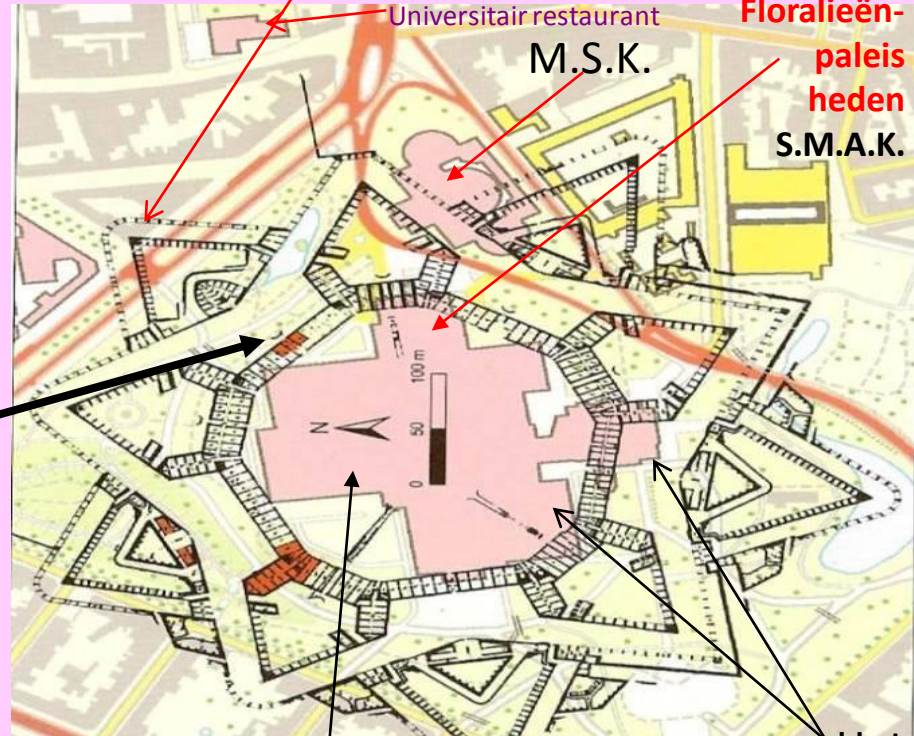 Universitair restaurant
M.S.K.
Floralieën-
paleis
heden
S.M.A.K.
100 m
50
0
N